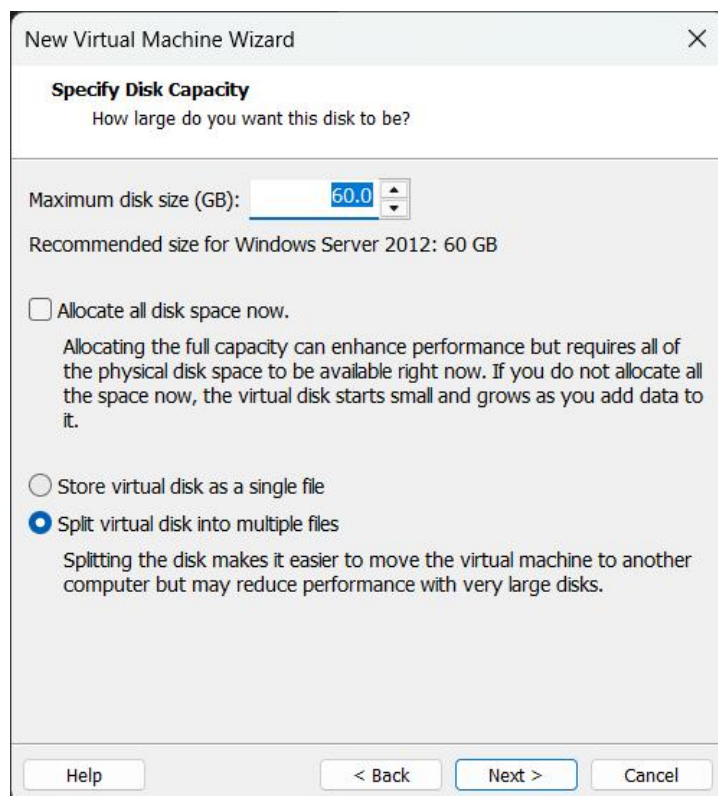 New Virtual Machine Wizard
Specify Disk Capacity
How large do you want this disk to be?
Maximum disk size (GB): 60.0
Recommended size for Windows Server 2012: 60 GB
Allocate all disk space now.
Allocating the full capacity can enhance performance but requires all of
the physical disk space to be available right now. If you do not allocate all
the space now, the virtual disk starts small and grows as you add data to
it.
Store virtual disk as a single file
Split virtual disk into multiple files
Splitting the disk makes it easier to move the virtual machine to another
computer but may reduce performance with very large disks.
Help < Back Next > Cancel